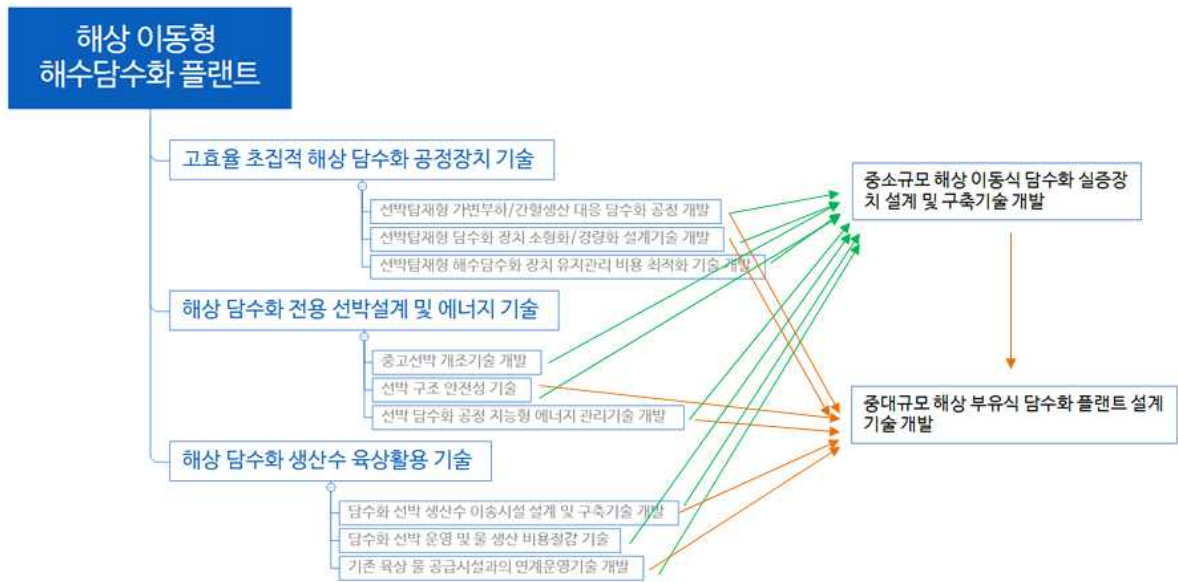 해상 이동형
해수담수화 플랜트
고효율 초집적 해상 담수화 공정장치 기술
선박탑재형 가변부하/간헐생산 대응 담수화 공정 개발
선박탑재형 담수화 장치 소형화/경량화 설계기술 개발
선박탑재형 해수담수화 장치 유지관리 비용 최적화 기술 개발
해상 담수화 전용 선박설계 및 에너지 기술
중고선박 개조기술 개발
선박 구조 안전성 기술
선박 담수화 공정 지능형 에너지 관리기술 개발
해상 담수화 생산수 육상활용 기술
담수화 선박 생산수 이송시설 설계 및 구축기술 개발
담수화 선박 운영 및 물 생산 비용절감 기술
기존 육상 물 공급시설과의 연계운영기술 개발
중소규모 해상 이동식 담수화 실증장
치 설계 및 구축기술 개발
중대규모 해상 부유식 담수화 플랜트 설계
기술 개발